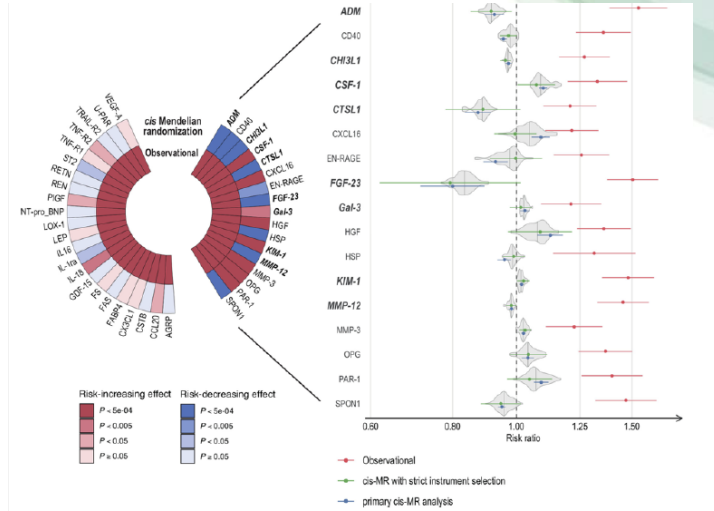 cis Mendelian
randomization
Observational
VEGF-A
U-PAR
TRAIL-R2
TNF-R2
TNF-R1
ST2
RETN
REN
PIGF
NT-pro_BNP
LOX-1
LEP
IL16
IL-1ra
IL-18
GDF-15
FS
FAS
FABP4
CX3CL1
CSTB
CCL20
AGRP
ADM
CD40
CHI3L1
CSF-1
CTSL1
CXCL16
EN-RAGE
FGF-23
Gal-3
HGF
HSP
KIM-1
MMP-12
MMP-3
OPG
PAR-1
SPON1
Risk-increasing effect
P < 5e-04
P < 0.005
P < 0.05
P ≥ 0.05
Risk-decreasing effect
P < 5e-04
P < 0.005
P < 0.05
P ≥ 0.05
ADM
CD40
CHI3L1
CSF-1
CTSL1
CXCL16
EN-RAGE
FGF-23
Gal-3
HGF
HSP
KIM-1
MMP-12
MMP-3
OPG
PAR-1
SPON1
0.60 0.80 1.00 1.25 1.50
Risk ratio
Observational
cis-MR with strict instrument selection
primary cis-MR analysis